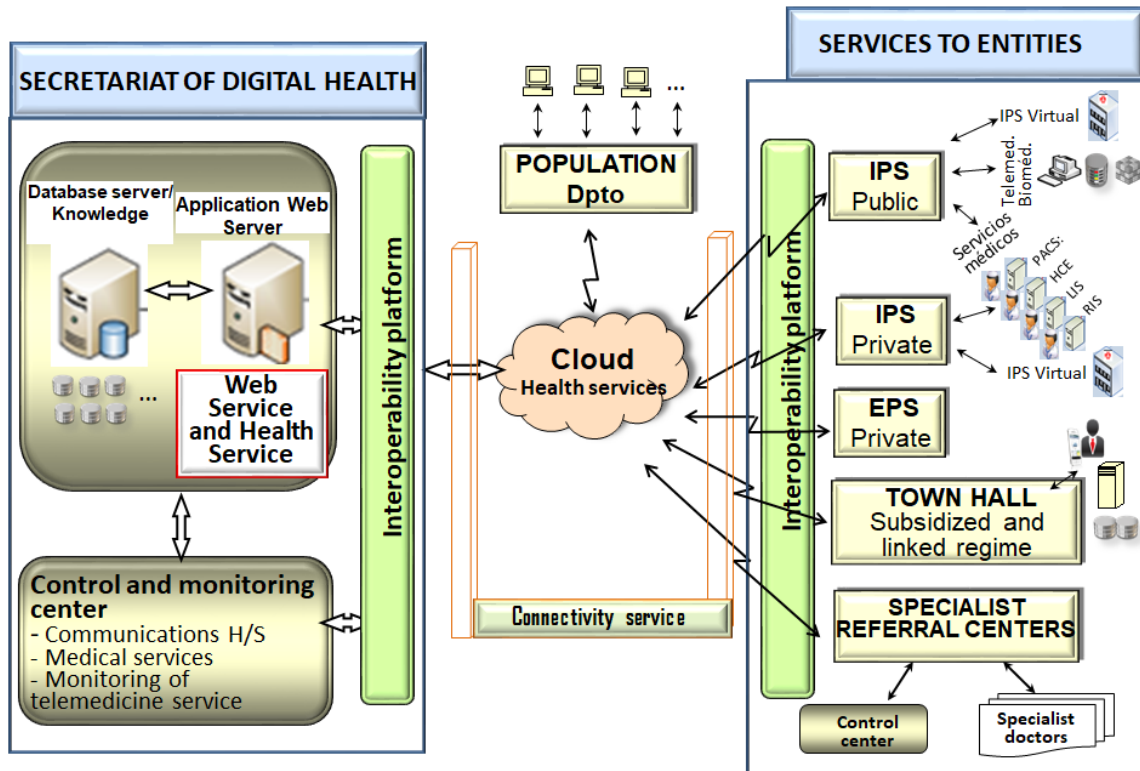 SECRETARIAT OF DIGITAL HEALTH
Database server/
Knowledge
Application Web
Server
...
Web
Service
and Health
Service
Control and monitoring
center
- Communications H/S
- Medical services
- Monitoring of
telemedicine service
Interoperability platform
...
POPULATION
Dpto
Cloud
Health services
Connectivity service
SERVICES TO ENTITIES
Interoperability platform
IPS
Public
IPS Virtual
Telemed.
Biomed.
Servicios
médicos
PACS:
HCE
LIS
RIS
IPS
Private
IPS Virtual
EPS
Private
TOWN HALL
Subsidized and
linked regime
SPECIALIST
REFERRAL CENTERS
Control
center
Specialist
doctors